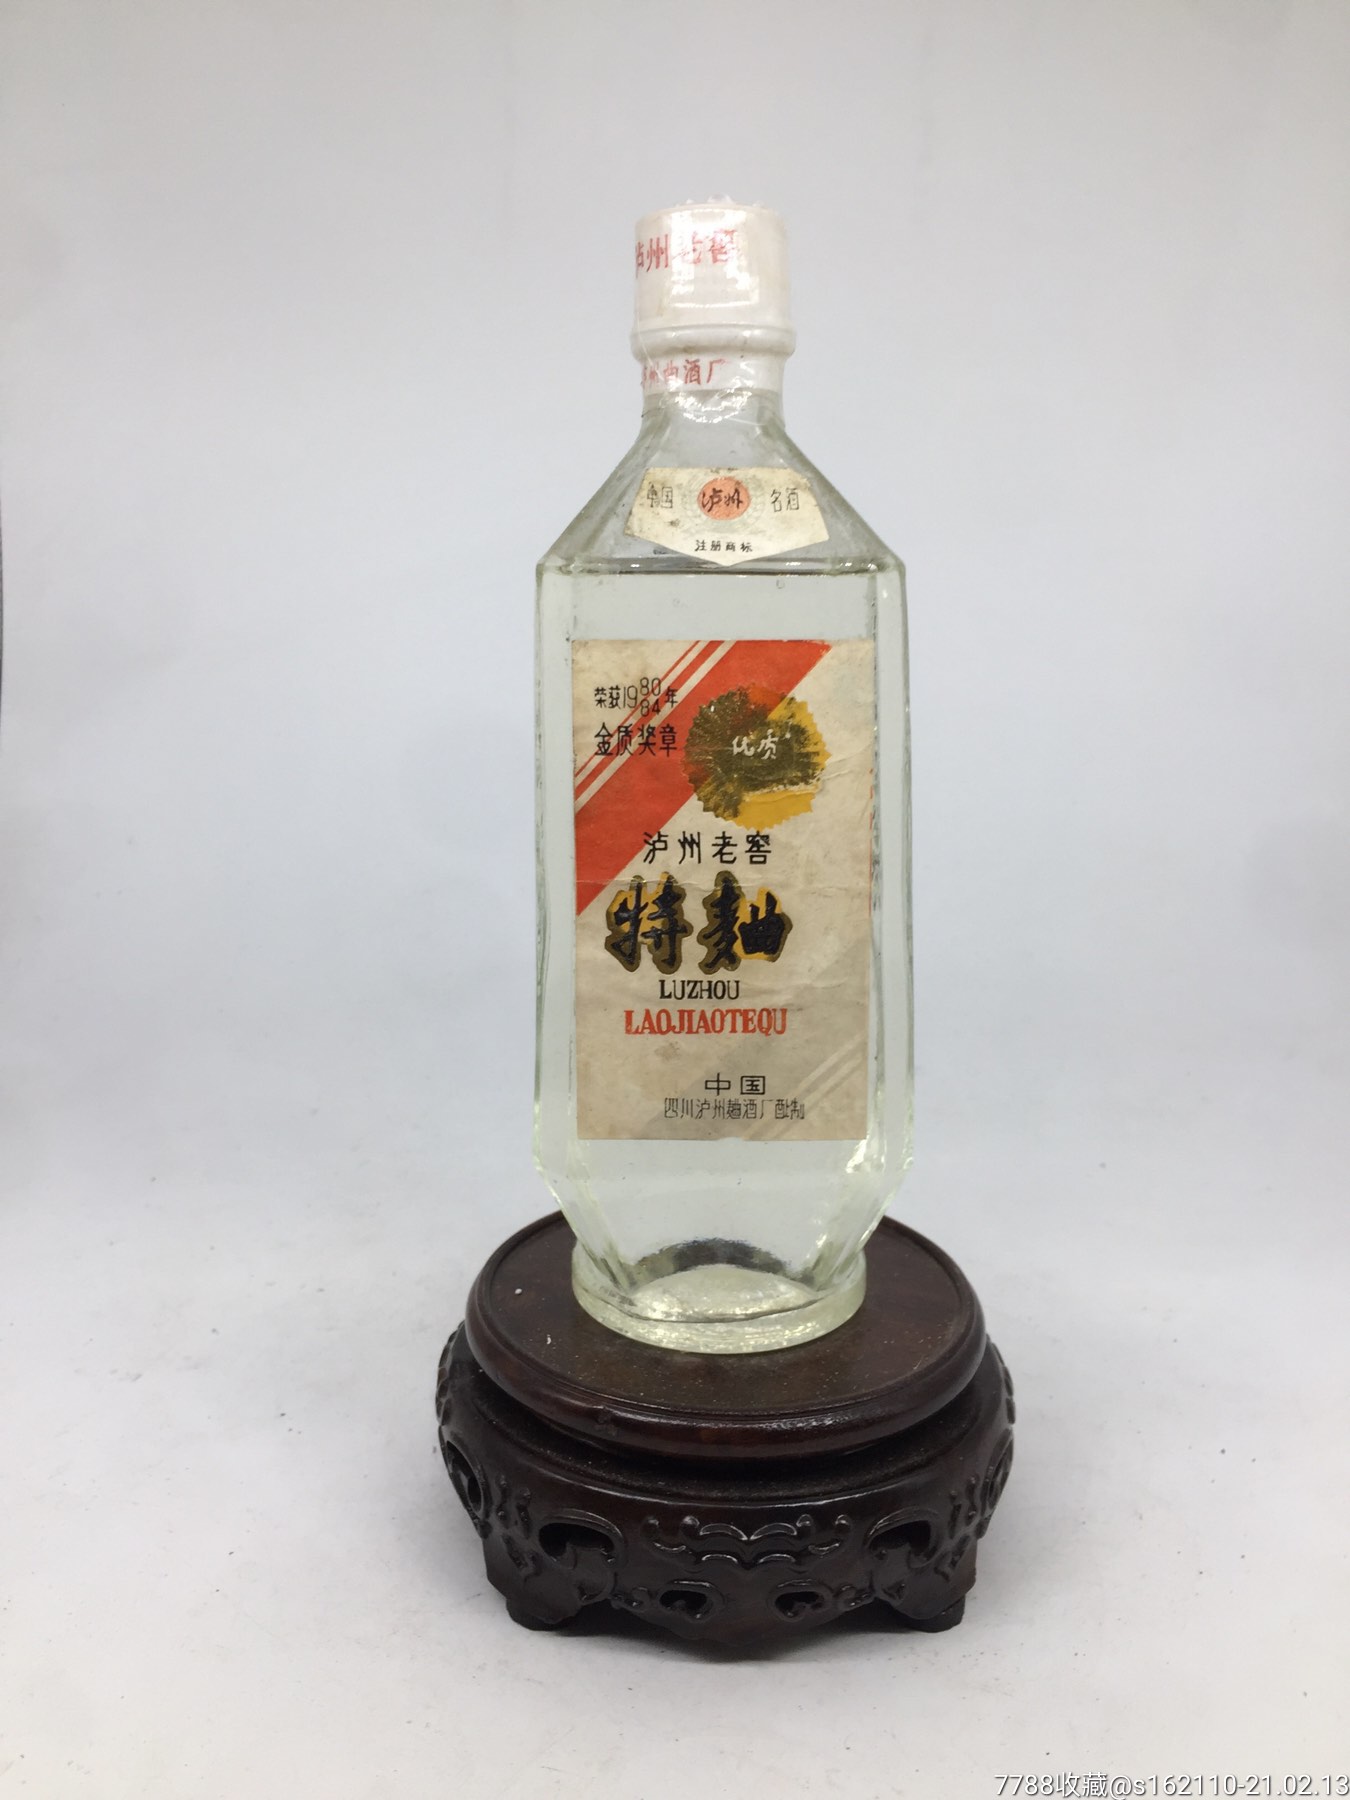 泸州老窖
泸州曲酒厂
中国 泸州 名酒
注册商标
荣获1980年
84
金质奖章
优质
泸州老窖
特麯
LUZHOU
LAOJIAOTEQU
中国
四川泸州麯酒厂酿制
7788收藏@s162110-21.02.13